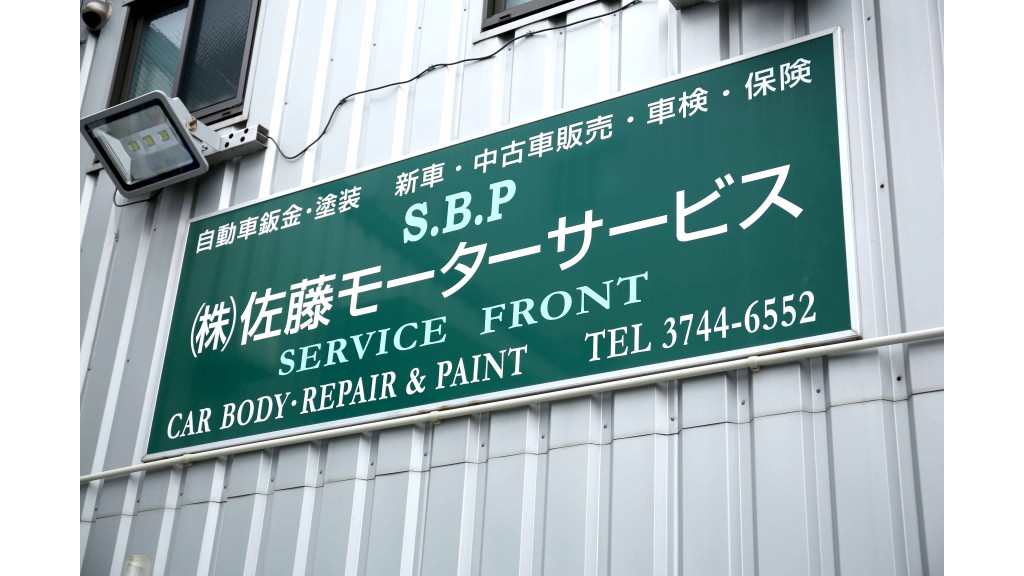 自動車鈑金・塗装　新車・中古車販売・車検・保険
S.B.P
㈱佐藤モーターサービス
SERVICE FRONT
CAR BODY・REPAIR & PAINT TEL 3744-6552